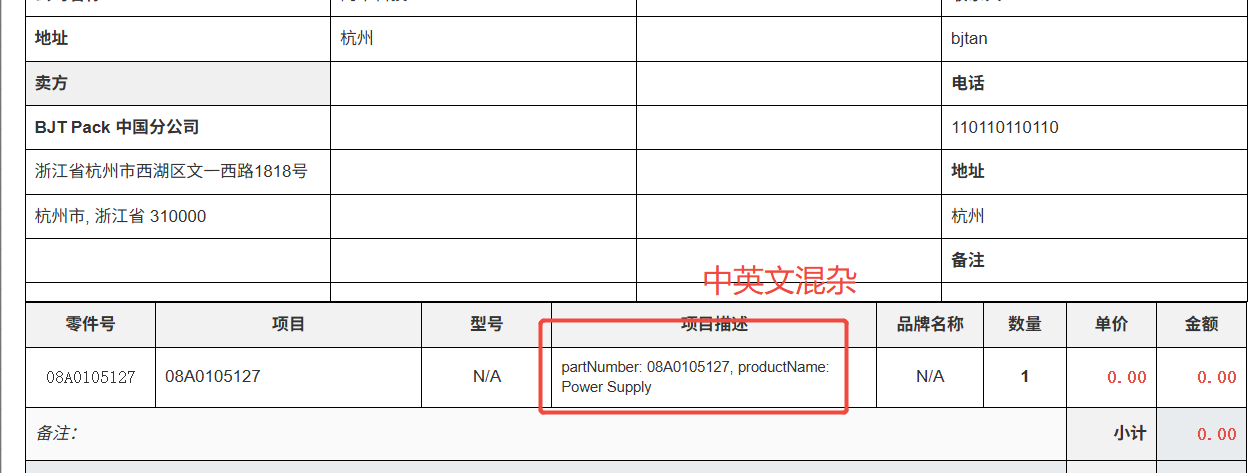 地址 杭州 bjtan
卖方 电话
BJT Pack 中国分公司 110110110110
浙江省杭州市西湖区文一西路1818号 地址
杭州市, 浙江省 310000 杭州
备注
中英文混杂
零件号 项目 型号 项目描述 品牌名称 数量 单价 金额
08A0105127 08A0105127 N/A partNumber: 08A0105127, productName: N/A 1 0.00 0.00
Power Supply
备注: 小计 0.00